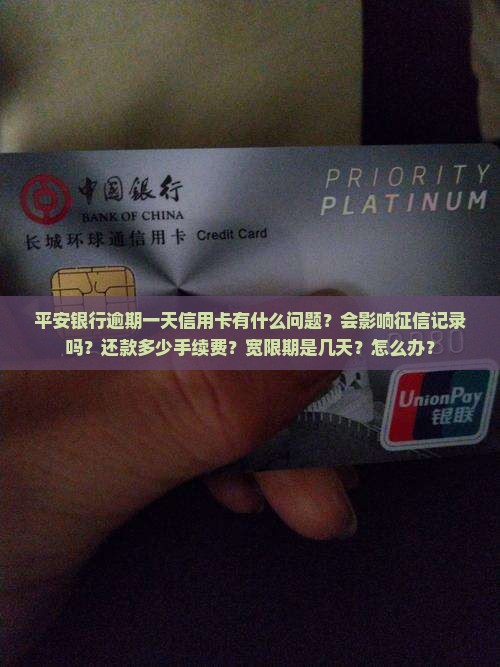 PRIORITY
PLATINUM
中國銀行
BANK OF CHINA
长城环球通信用卡 Credit Card
平安银行逾期一天信用卡有什么问题？会影响征信记录
吗？还款多少手续费？宽限期是几天？怎么办？
UnionPay
银联